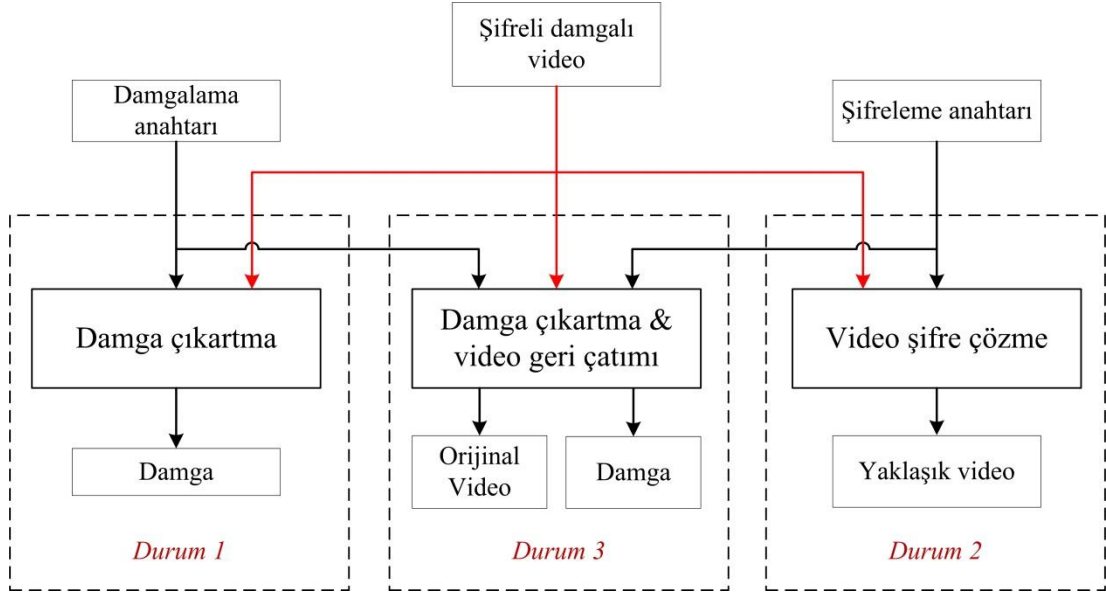 Şifreli damgalı
video
Damgalama
anahtarı
Şifreleme anahtarı
Damga çıkartma
Damga çıkartma &
video geri çatımı
Video şifre çözme
Damga
Orijinal
Video
Damga
Yaklaşık video
Durum 1
Durum 3
Durum 2